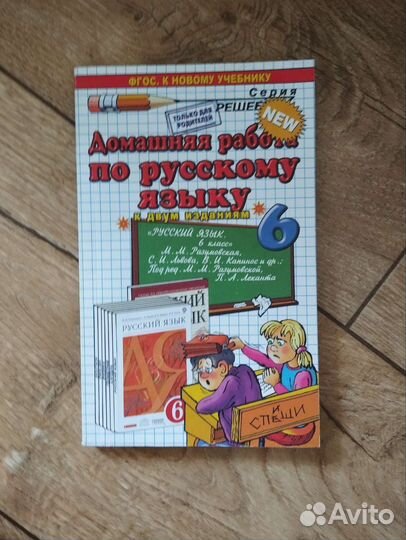 ФГОС. К НОВОМУ УЧЕБНИКУ
Серия
ТОЛЬКО ДЛЯ
РОДИТЕЛЕЙ
NEW
Домашняя работа
по русскому
языку
к двум изданиям
6
«РУССКИЙ ЯЗЫК.
6 класс»
М. М. Разумовская,
С. И. Львова, В. И. Капинос и др.;
Под ред. М. М. Разумовской,
П. А. Леканта
РУССКИЙ ЯЗЫК
6
И
СПЕШИ
Avito